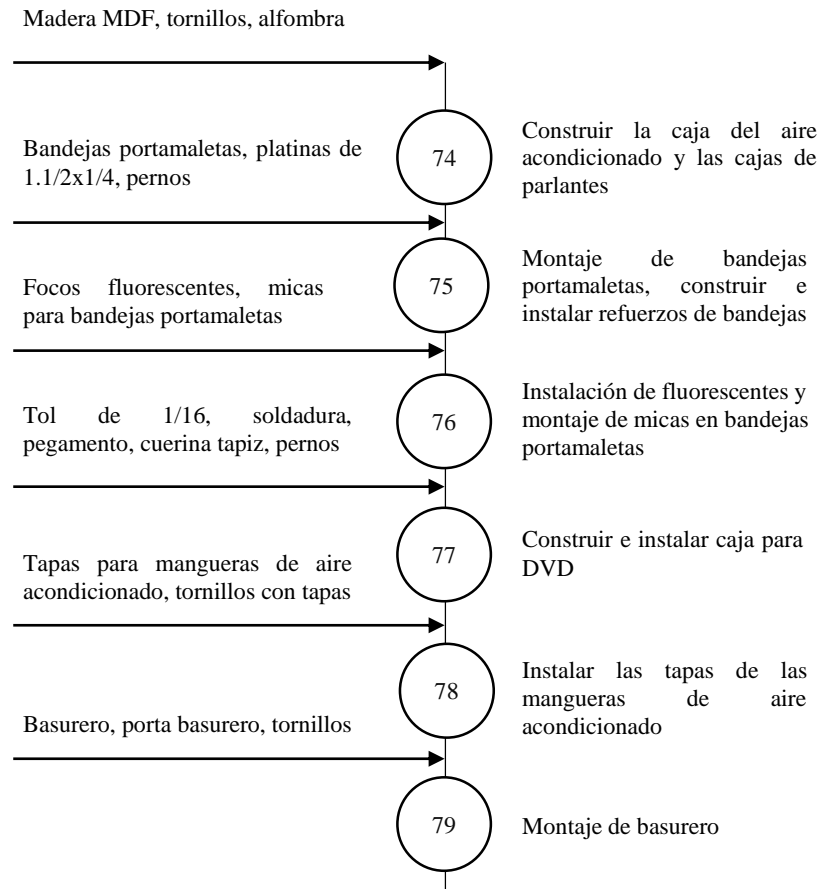 Madera MDF, tornillos, alfombra
74
Construir la caja del aire
acondicionado y las cajas de
parlantes
Bandejas portamaletas, platinas de
1.1/2x1/4, pernos
75
Montaje de bandejas
portamaletas, construir e
instalar refuerzos de bandejas
Focos fluorescentes, micas
para bandejas portamaletas
76
Instalación de fluorescentes y
montaje de micas en bandejas
portamaletas
Tol de 1/16, soldadura,
pegamento, cuerina tapiz, pernos
77
Construir e instalar caja para
DVD
Tapas para mangueras de aire
acondicionado, tornillos con tapas
78
Instalar las tapas de las
mangueras de aire
acondicionado
Basurero, porta basurero, tornillos
79
Montaje de basurero